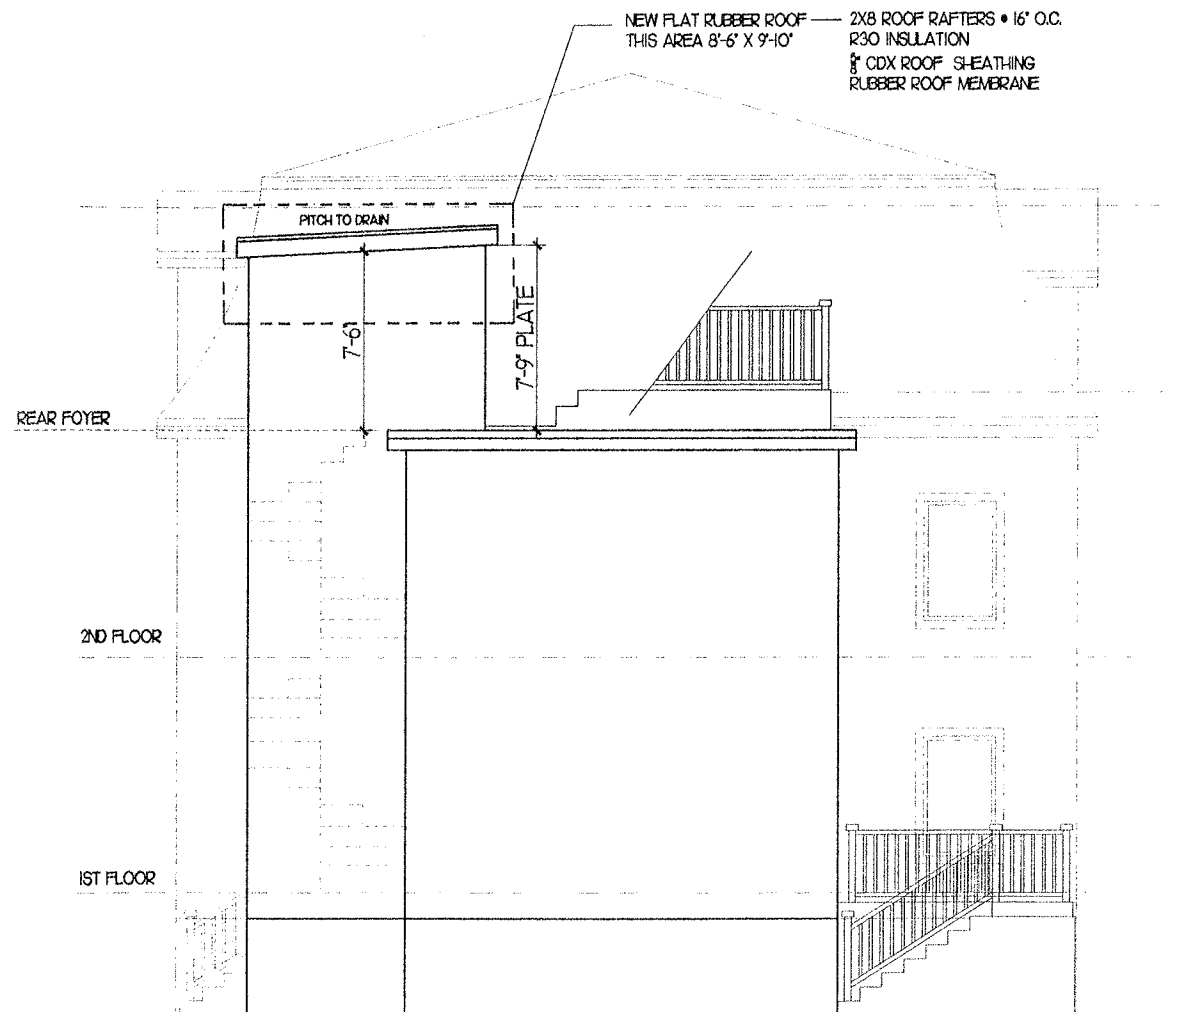 NEW FLAT RUBBER ROOF
THIS AREA 8'-6" X 9'-10"
2X8 ROOF RAFTERS @ 16" O.C.
R30 INSULATION
CDX ROOF SHEATHING
RUBBER ROOF MEMBRANE
PITCH TO DRAIN
7'-6"
7'-9" PLATE
REAR FOYER
2ND FLOOR
1ST FLOOR